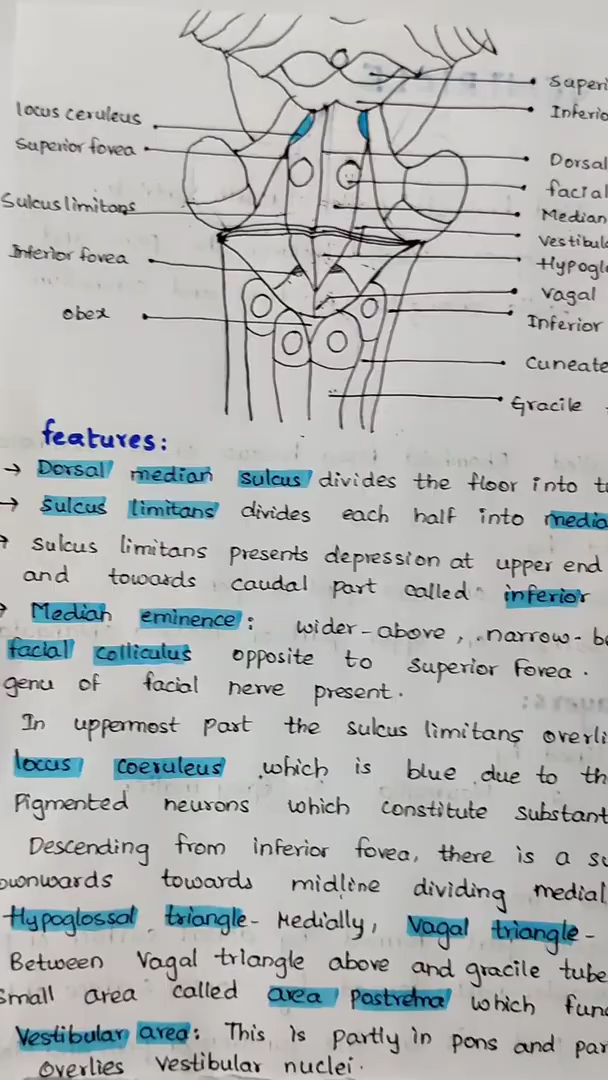 locus ceruleus
Superior fovea
Sulcus limitans
Inferior fovea
obex
Superi
Inferio
Dorsal
facial
Median
Vestibul
Hypogl
Vagal
Inferior
Cuneate
Gracile
features:
→ Dorsal median sulcus divides the floor into t
→ Sulcus limitans divides each half into media
→ Sulcus limitans presents depression at upper end
and towards caudal part called inferior
→ Median eminence: wider-above, narrow-be
facial colliculus opposite to superior fovea.
genu of facial nerve present.
In uppermost part the sulcus limitans overli
locus coeruleus which is blue due to th
Pigmented neurons which constitute substant
Descending from inferior fovea, there is a su
ownwards towards midline dividing medial
Hypoglossal triangle- Medially, Vagal triangle-
Between Vagal triangle above and gracile tube
small area called area postrema which fun
Vestibular area: This is partly in pons and par
overlies vestibular nuclei.